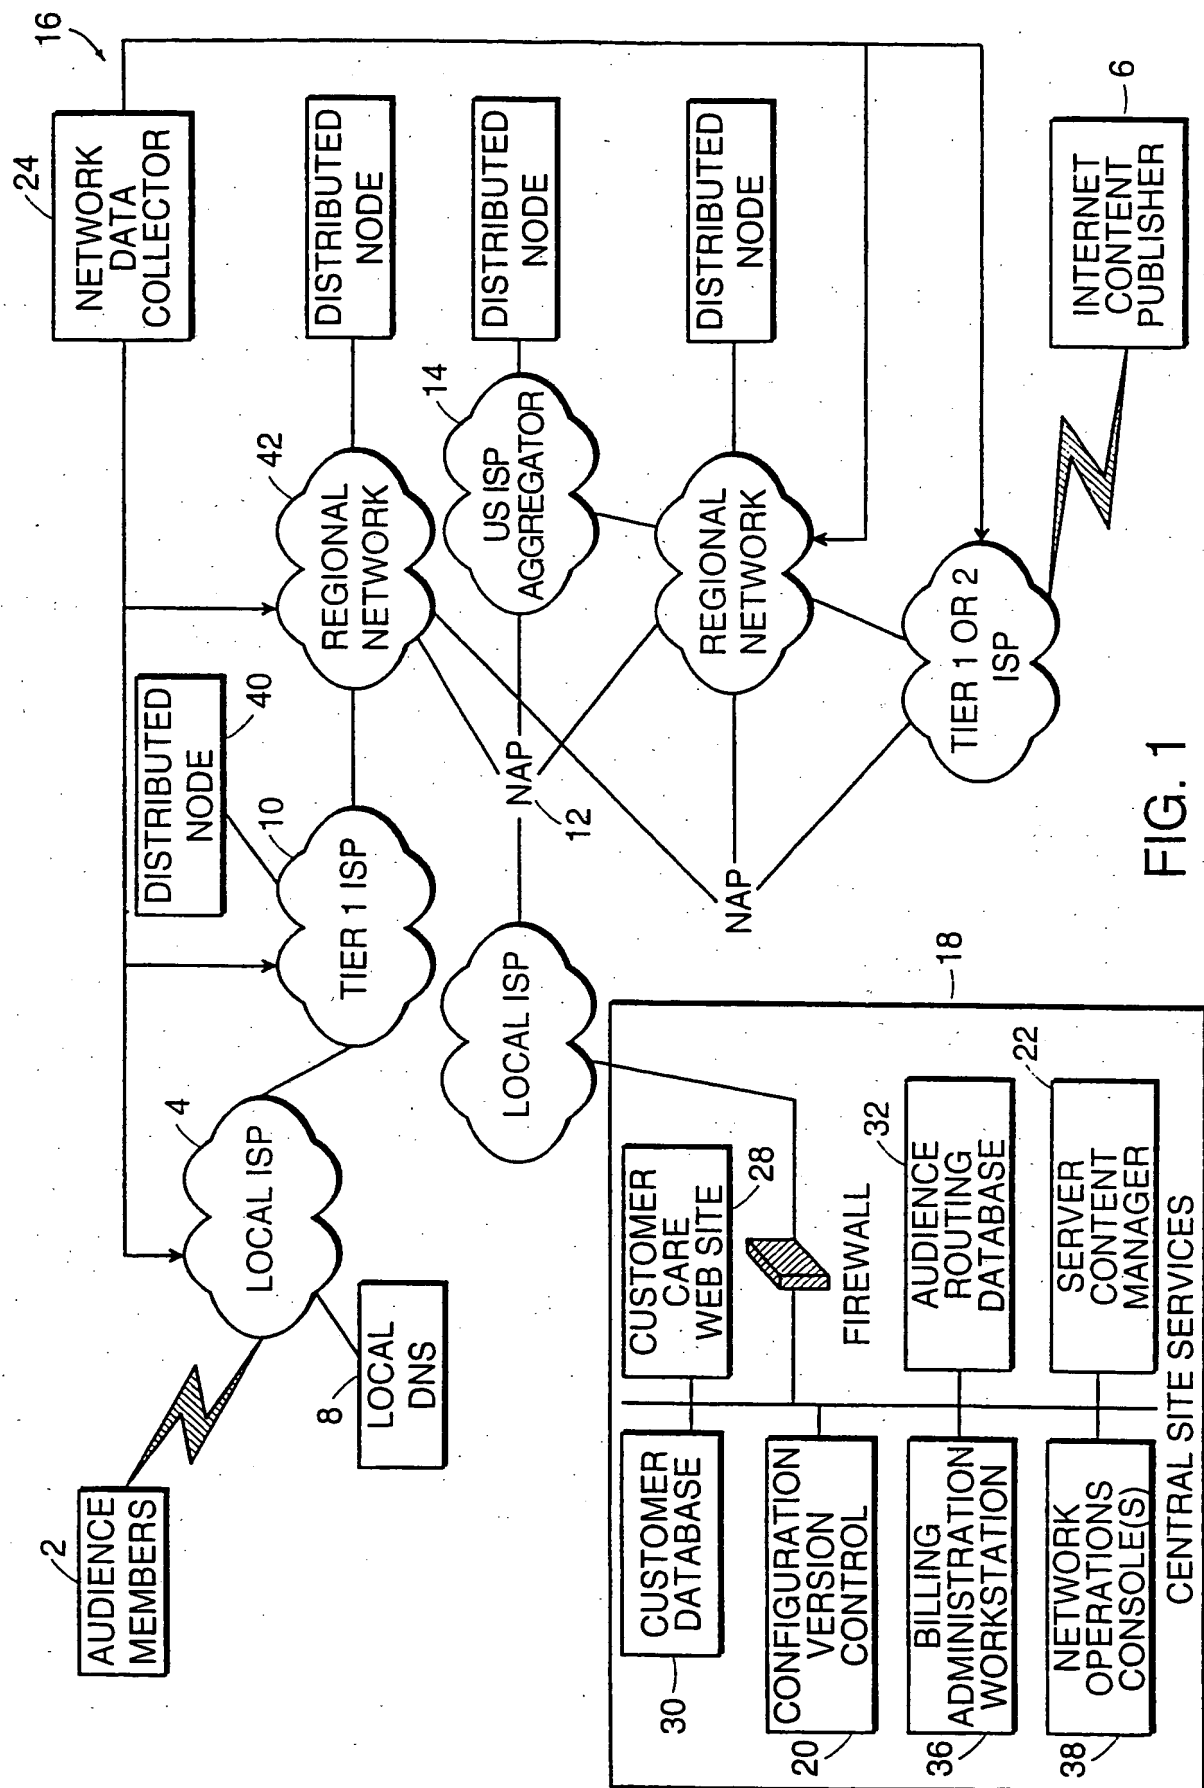 16
24
NETWORK
DATA
COLLECTOR
2
AUDIENCE
MEMBERS
4
LOCAL ISP
8
LOCAL
DNS
DISTRIBUTED
NODE
40
10
TIER 1 ISP
42
REGIONAL
NETWORK
DISTRIBUTED
NODE
14
US ISP
AGGREGATOR
DISTRIBUTED
NODE
LOCAL ISP
NAP
12
NAP
REGIONAL
NETWORK
DISTRIBUTED
NODE
TIER 1 OR 2
ISP
6
INTERNET
CONTENT
PUBLISHER
18
CUSTOMER
DATABASE
30
CUSTOMER
CARE
WEB SITE
28
FIREWALL
CONFIGURATION
VERSION
CONTROL
20
32
AUDIENCE
ROUTING
DATABASE
BILLING
ADMINISTRATION
WORKSTATION
36
22
SERVER
CONTENT
MANAGER
NETWORK
OPERATIONS
CONSOLE(S)
38
CENTRAL SITE SERVICES
FIG. 1